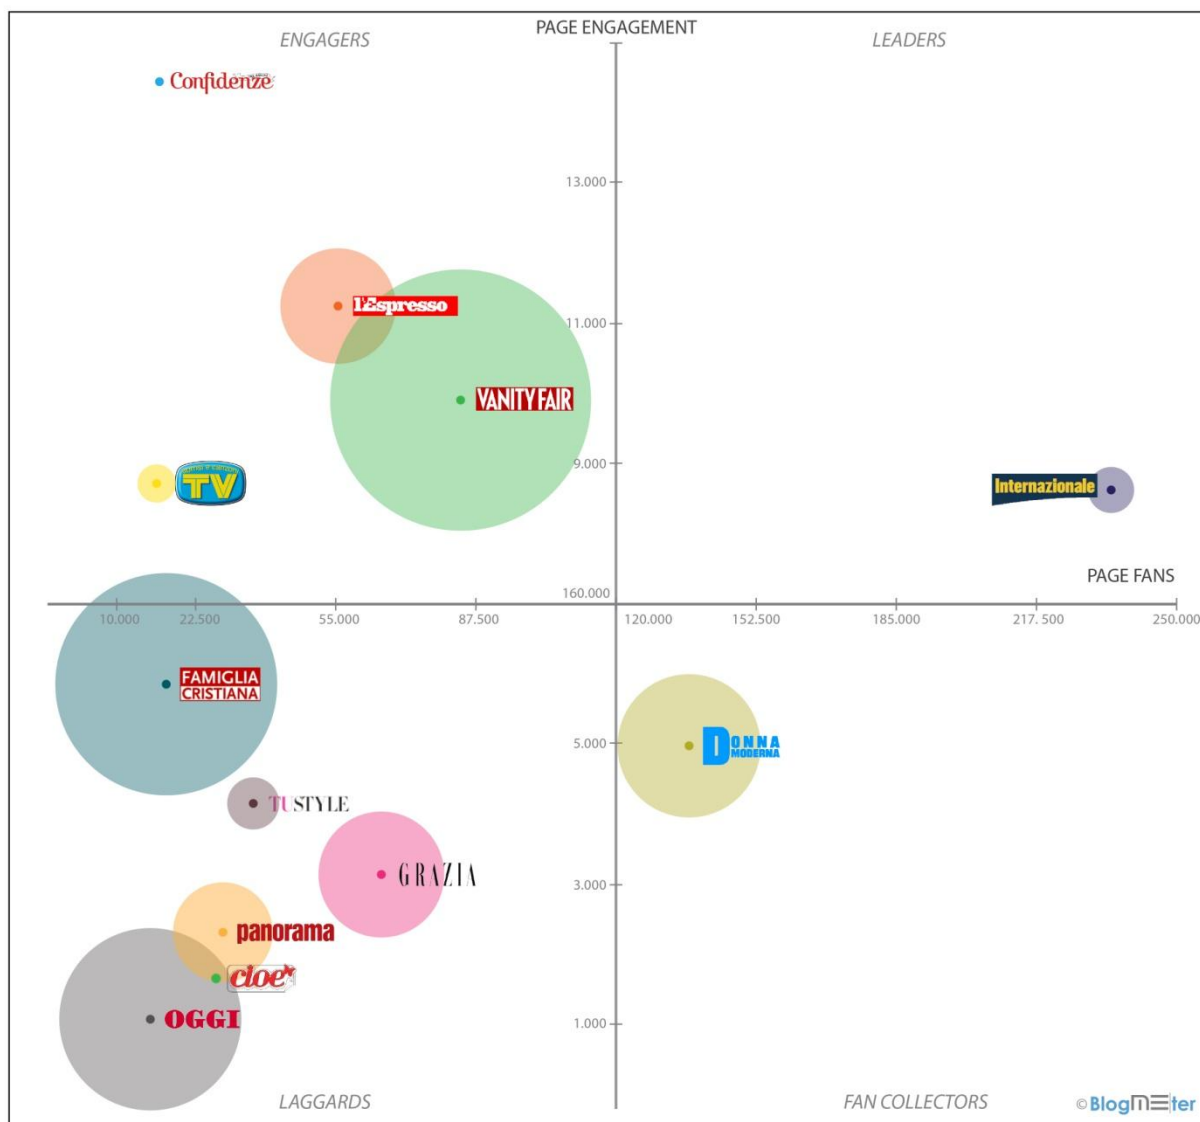 ENGAGERS
PAGE ENGAGEMENT
LEADERS
Confidenze
13.000
l'Espresso
11.000
VANITY FAIR
9.000
TV
Internazionale
PAGE FANS
160.000
10.000
22.500
55.000
87.500
120.000
152.500
185.000
217.500
250.000
FAMIGLIA
CRISTIANA
DONNA
MODERNA
5.000
TUSTYLE
GRAZIA
3.000
panorama
cioe
OGGI
1.000
LAGGARDS
FAN COLLECTORS
© BlogMEter